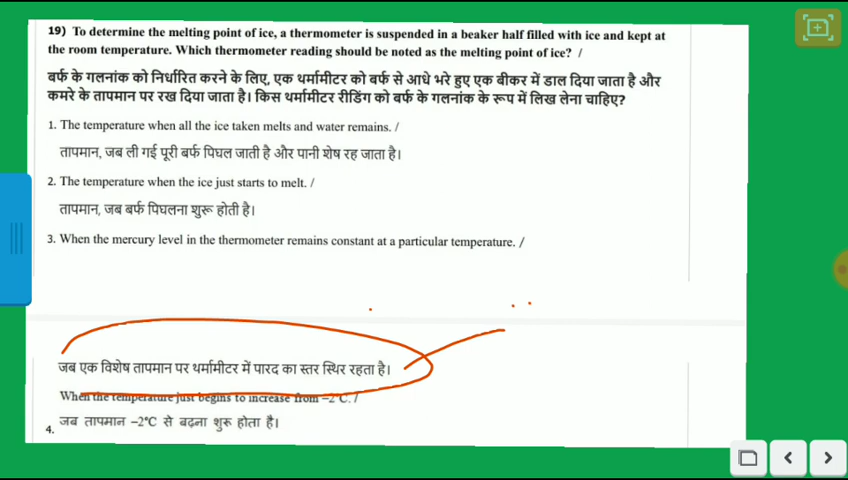 19) To determine the melting point of ice, a thermometer is suspended in a beaker half filled with ice and kept at
the room temperature. Which thermometer reading should be noted as the melting point of ice? /
बर्फ के गलनांक को निर्धारित करने के लिए, एक थर्मामीटर को बर्फ से आधे भरे हुए एक बीकर में डाल दिया जाता है और
कमरे के तापमान पर रख दिया जाता है। किस थर्मामीटर रीडिंग को बर्फ के गलनांक के रूप में लिख लेना चाहिए?
1. The temperature when all the ice taken melts and water remains. /
तापमान, जब ली गई पूरी बर्फ पिघल जाती है और पानी शेष रह जाता है।
2. The temperature when the ice just starts to melt. /
तापमान, जब बर्फ पिघलना शुरू होती है।
3. When the mercury level in the thermometer remains constant at a particular temperature. /
जब एक विशेष तापमान पर थर्मामीटर में पारद का स्तर स्थिर रहता है।
When the temperature just begins to increase from –2°C. /
4. जब तापमान –2°C से बढ़ना शुरू होता है।